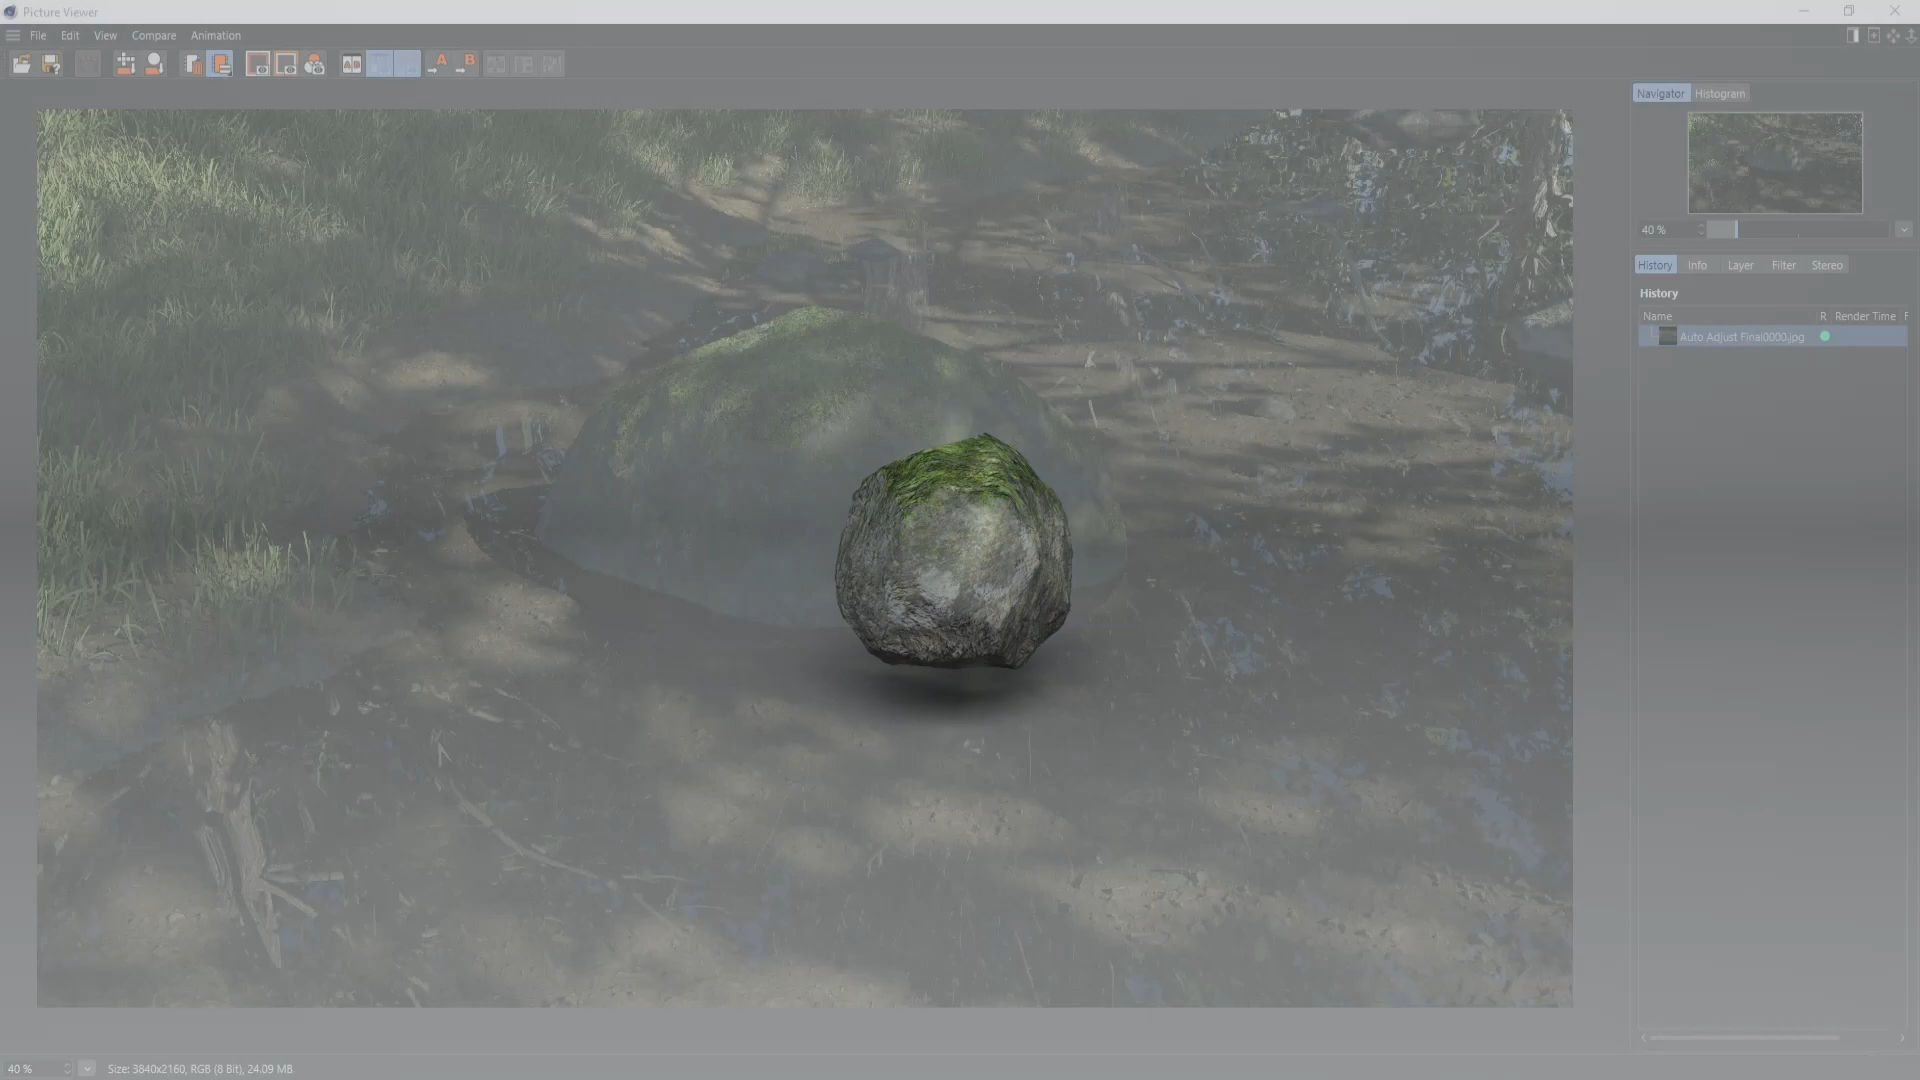 Picture Viewer
File Edit View Compare Animation
A B
Navigator Histogram
40 %
History Info Layer Filter Stereo
History
Name R Render Time F
Auto Adjust Final0000.jpg
40 % Size: 3840x2160, RGB (8 Bit), 24.09 MB